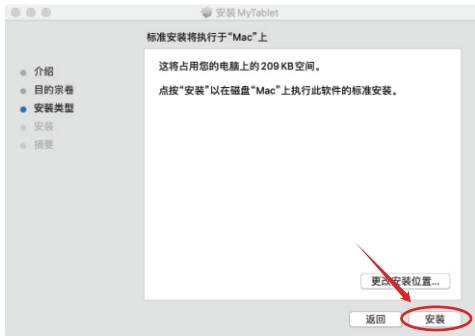 安装 MyTablet
标准安装将执行于“Mac”上
介绍
目的宗卷
安装类型
安装
摘要
这将占用您的电脑上的 209 KB 空间。
点按“安装”以在磁盘“Mac”上执行此软件的标准安装。
更改安装位置...
返回
安装